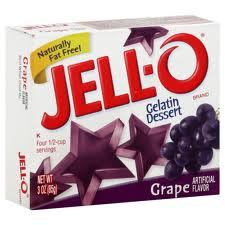 Naturally
Fat Free!
JELL-O
BRAND
Gelatin
Dessert
K
Four 1/2-cup
servings
NET WT
3 OZ (85g)
Grape
ARTIFICIAL
FLAVOR
Grape